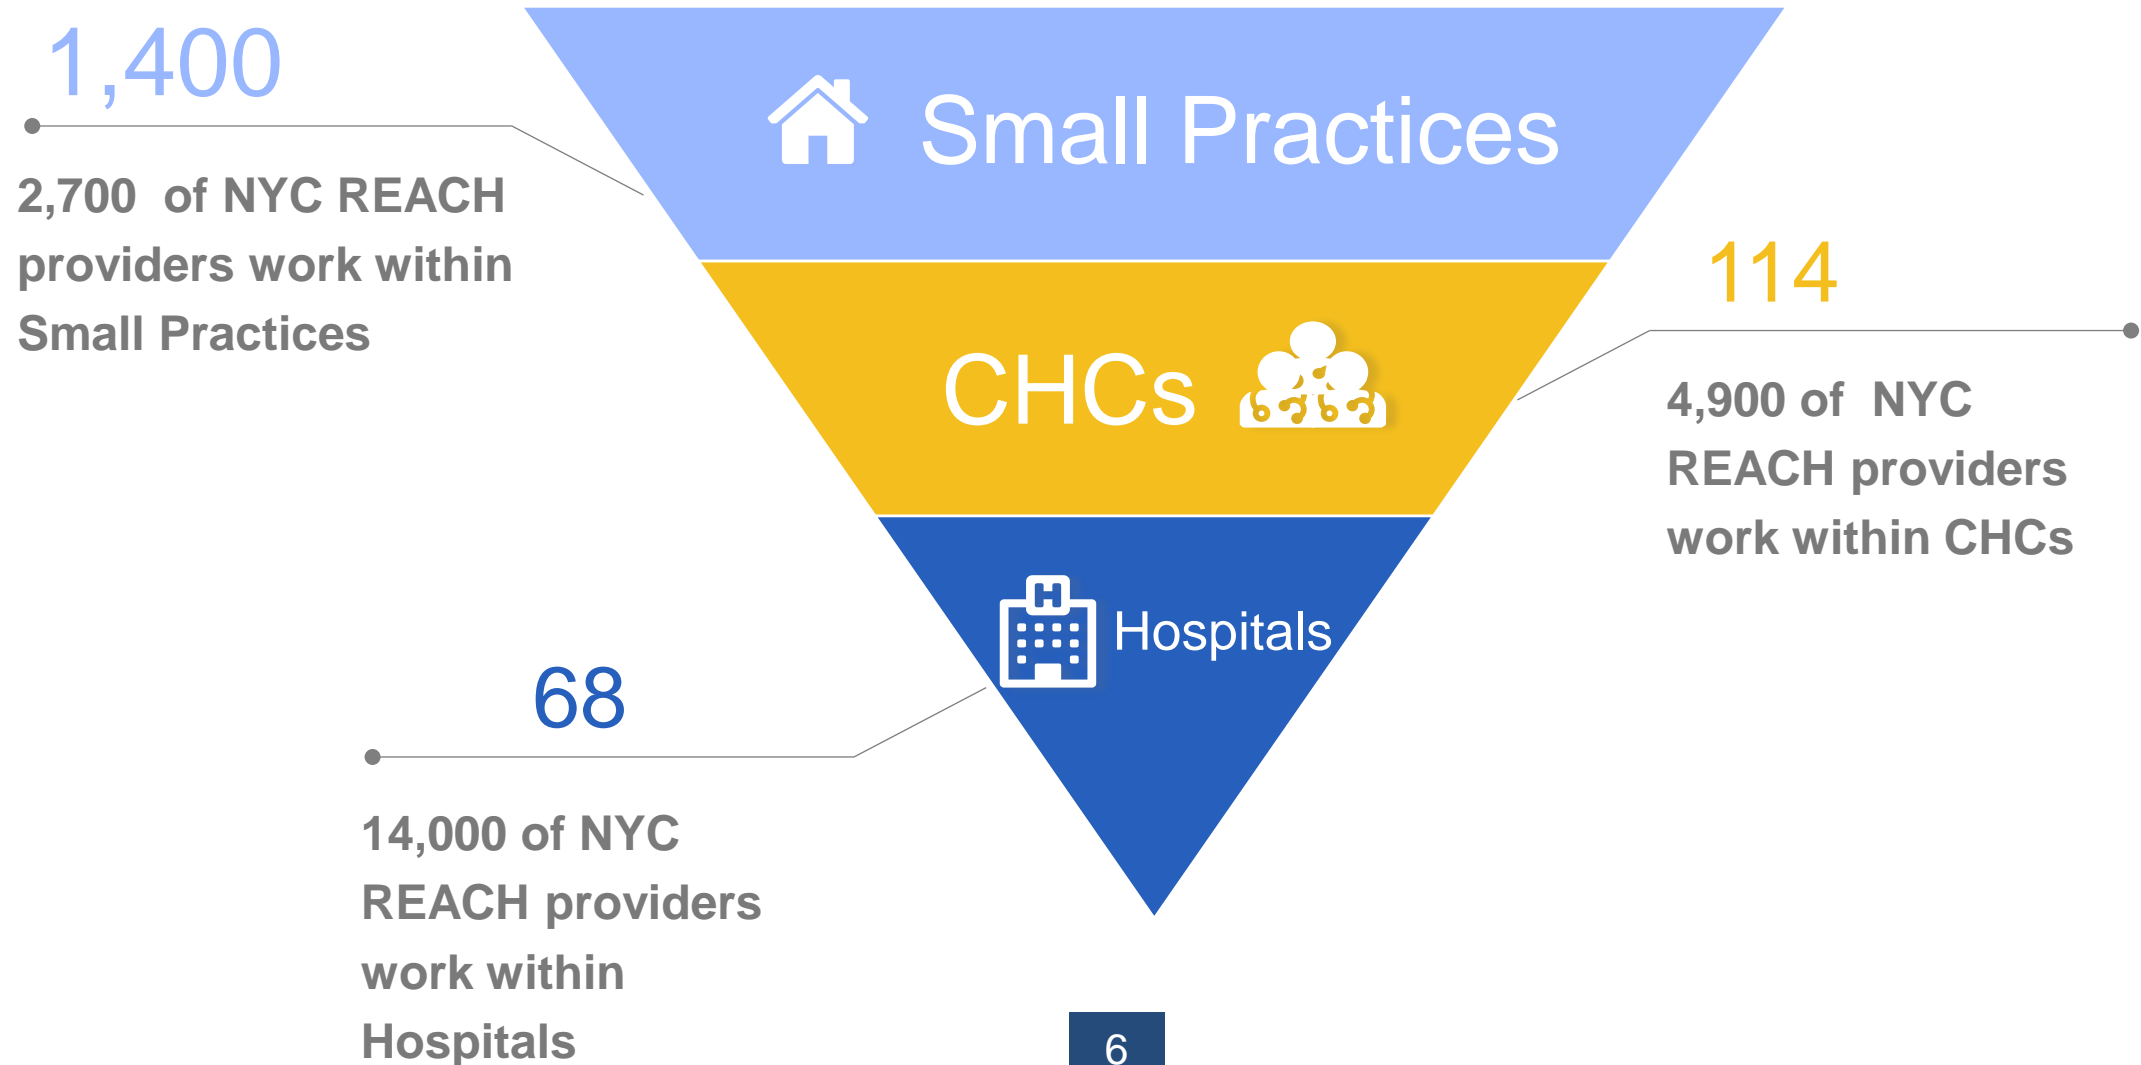 1,400
2,700 of NYC REACH
providers work within
Small Practices
Small Practices
CHCs
114
4,900 of NYC
REACH providers
work within CHCs
H
Hospitals
68
14,000 of NYC
REACH providers
work within
Hospitals
6